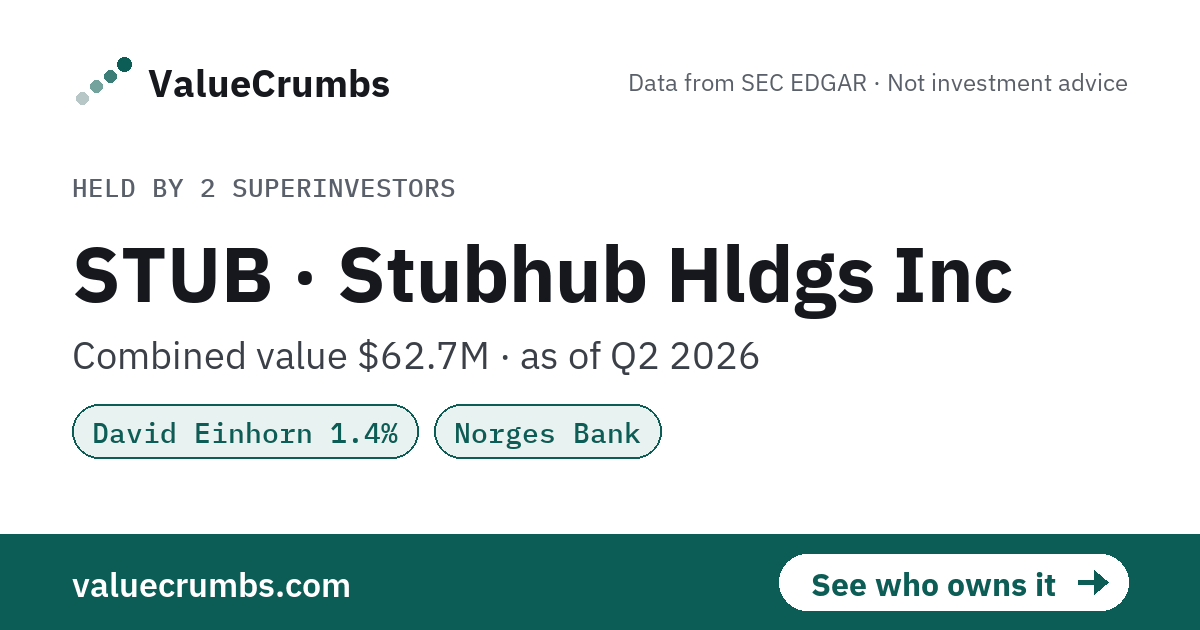 ValueCrumbs
Data from SEC EDGAR · Not investment advice
HELD BY 2 SUPERINVESTORS
STUB · Stubhub Hldgs Inc
Combined value $62.7M · as of Q2 2026
David Einhorn 1.4%
Norges Bank
valuecrumbs.com
See who owns it →